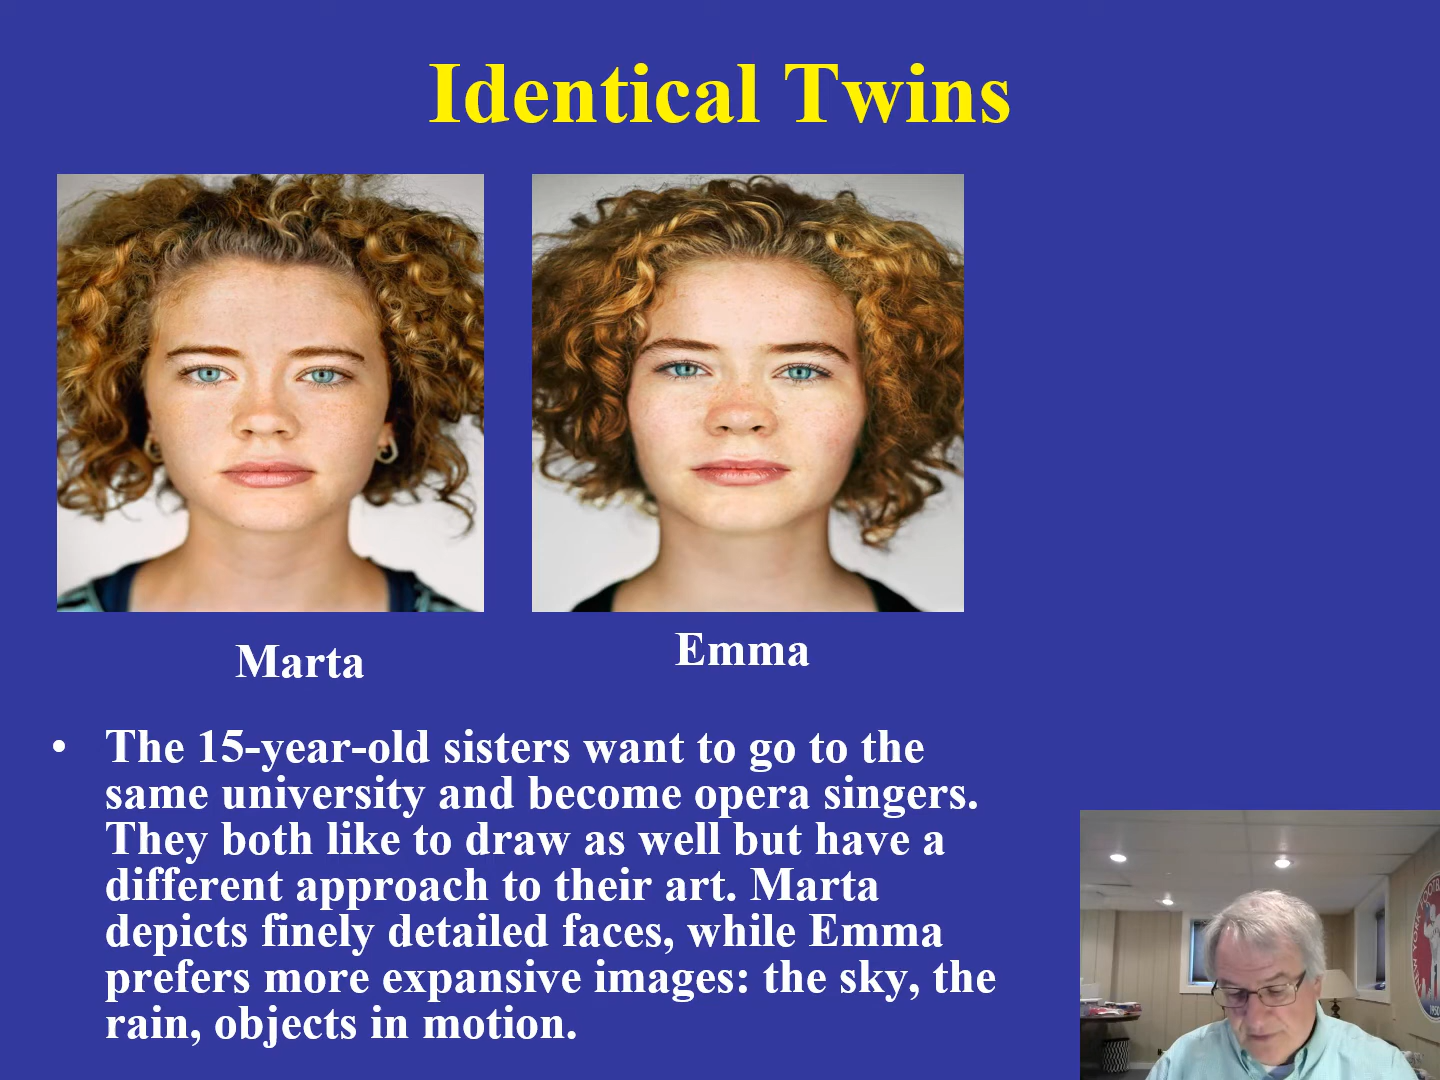 Identical Twins
Marta
Emma
• The 15-year-old sisters want to go to the
same university and become opera singers.
They both like to draw as well but have a
different approach to their art. Marta
depicts finely detailed faces, while Emma
prefers more expansive images: the sky, the
rain, objects in motion.